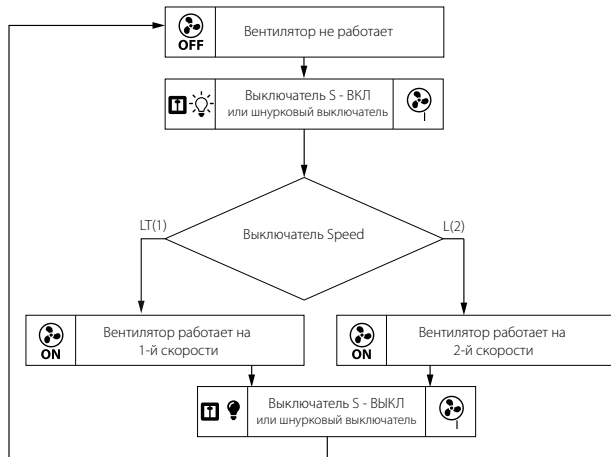 OFF
Вентилятор не работает
Выключатель S - ВКЛ
или шнурковый выключатель
LT(1)
Выключатель Speed
L(2)
ON
Вентилятор работает на
1-й скорости
ON
Вентилятор работает на
2-й скорости
Выключатель S - ВЫКЛ
или шнурковый выключатель